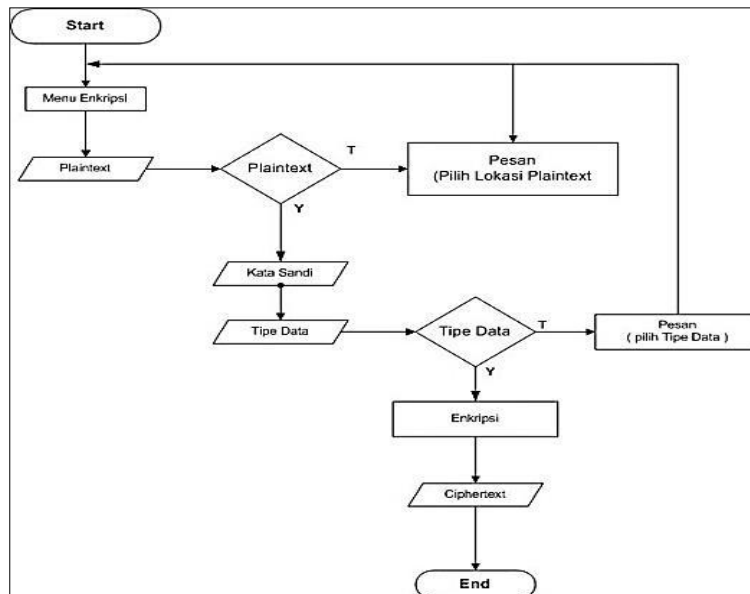 Start
Menu Enkripsi
Plaintext
Plaintext
T
Pesan
(Pilih Lokasi Plaintext
Y
Kata Sandi
Tipe Data
Tipe Data
T
Pesan
( pilih Tipe Data )
Y
Enkripsi
Ciphertext
End